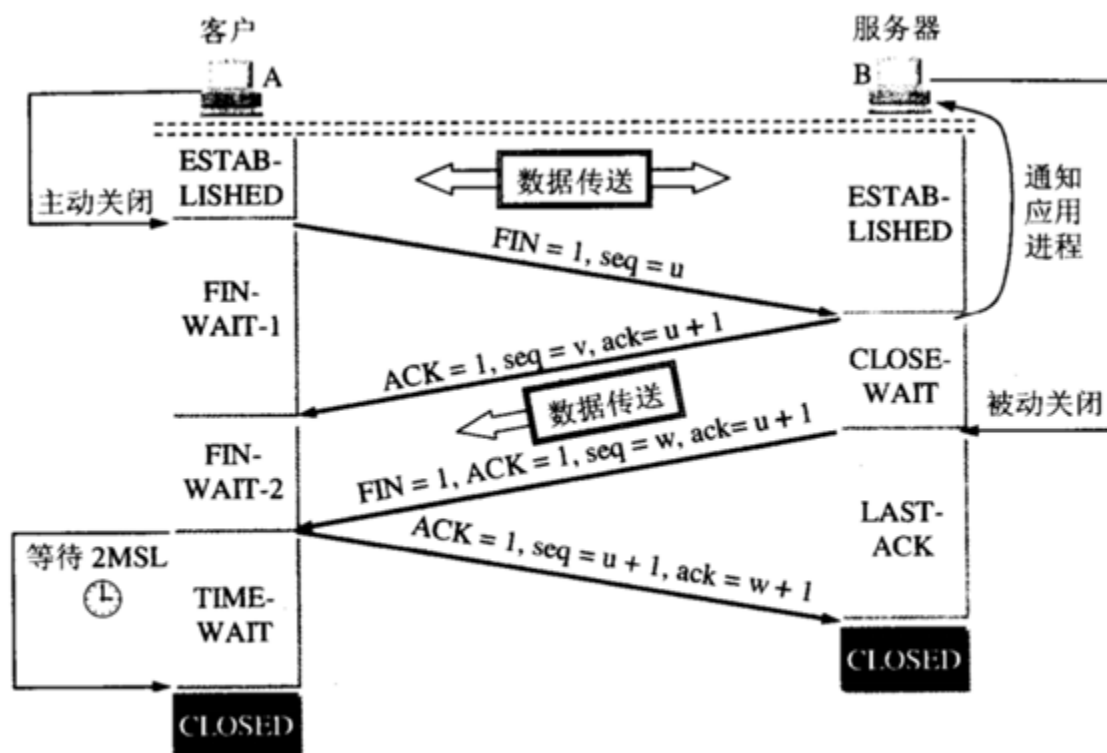 客户
服务器
A
B
ESTAB-
LISHED
数据传送
ESTAB-
LISHED
通知
应用
进程
主动关闭
FIN = 1, seq = u
FIN-
WAIT-1
ACK = 1, seq = v, ack= u + 1
CLOSE-
WAIT
数据传送
被动关闭
FIN = 1, ACK = 1, seq = w, ack= u + 1
FIN-
WAIT-2
LAST-
ACK
ACK = 1, seq = u + 1, ack = w + 1
等待 2MSL
TIME-
WAIT
CLOSED
CLOSED